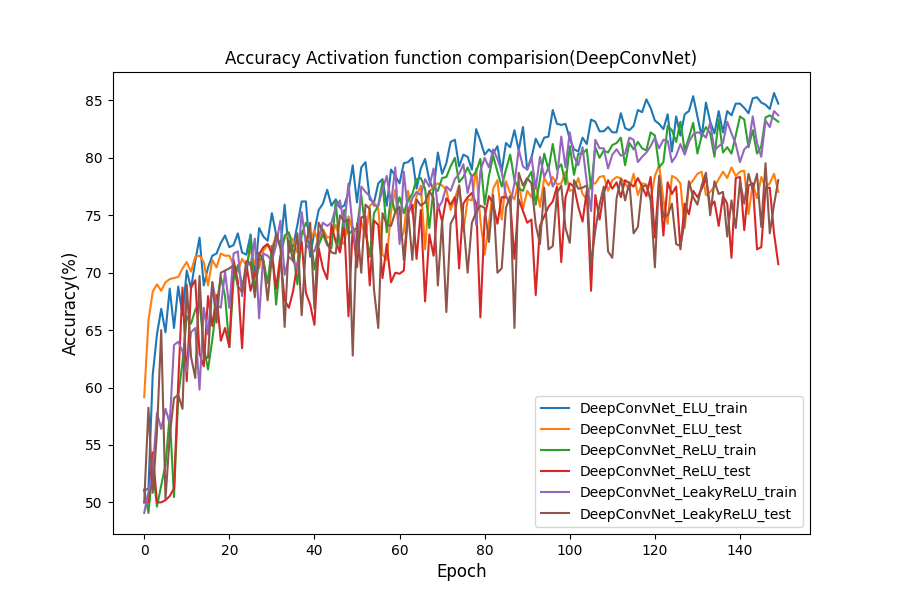 Accuracy Activation function comparision(DeepConvNet)
Accuracy(%)
85
80
75
70
65
60
55
50
0 20 40 60 80 100 120 140
Epoch
DeepConvNet_ELU_train
DeepConvNet_ELU_test
DeepConvNet_ReLU_train
DeepConvNet_ReLU_test
DeepConvNet_LeakyReLU_train
DeepConvNet_LeakyReLU_test